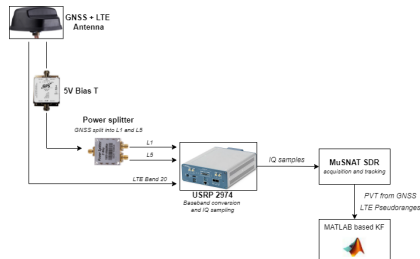 GNSS + LTE
Antenna
5V Bias T
Power splitter
GNSS split into L1 and L5
L1
L5
LTE Band 20
USRP 2974
Baseband conversion
and IQ sampling
IQ samples
MuSNAT SDR
acquisition and tracking
PVT from GNSS
LTE Pseudoranges
MATLAB based KF